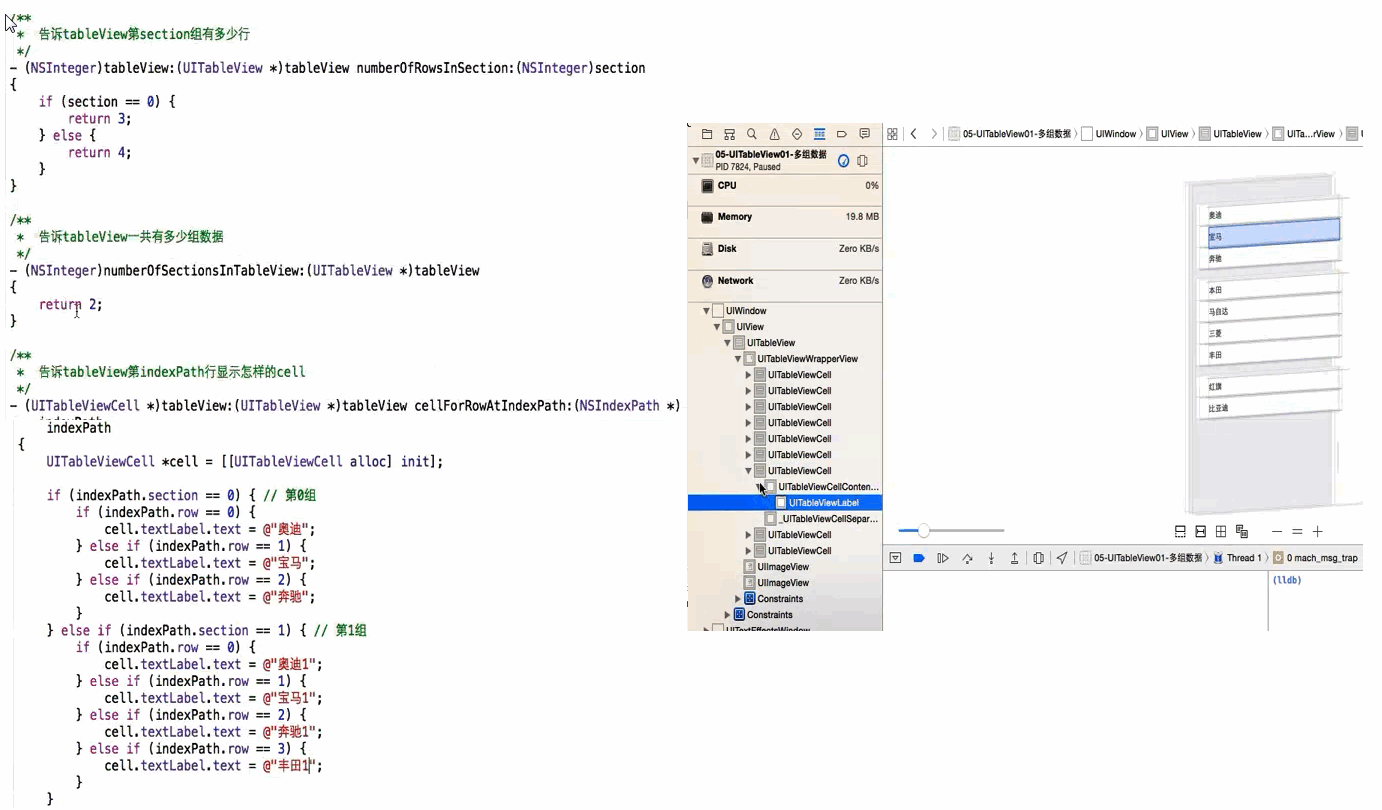 /**
 *  告诉tableView第section组有多少行
 */
- (NSInteger)tableView:(UITableView *)tableView numberOfRowsInSection:(NSInteger)section
{
    if (section == 0) {
        return 3;
    } else {
        return 4;
    }
}
/**
 *  告诉tableView一共有多少组数据
 */
- (NSInteger)numberOfSectionsInTableView:(UITableView *)tableView
{
    return 2;
}
/**
 *  告诉tableView第indexPath行显示怎样的cell
 */
- (UITableViewCell *)tableView:(UITableView *)tableView cellForRowAtIndexPath:(NSIndexPath *)
    indexPath
{
    UITableViewCell *cell = [[UITableViewCell alloc] init];
    if (indexPath.section == 0) { // 第0组
        if (indexPath.row == 0) {
            cell.textLabel.text = @"奥迪";
        } else if (indexPath.row == 1) {
            cell.textLabel.text = @"宝马";
        } else if (indexPath.row == 2) {
            cell.textLabel.text = @"奔驰";
        }
    } else if (indexPath.section == 1) { // 第1组
        if (indexPath.row == 0) {
            cell.textLabel.text = @"奥迪1";
        } else if (indexPath.row == 1) {
            cell.textLabel.text = @"宝马1";
        } else if (indexPath.row == 2) {
            cell.textLabel.text = @"奔驰1";
        } else if (indexPath.row == 3) {
            cell.textLabel.text = @"丰田1";
        }
    }
05-UITableView01-多组数据
PID 7824, Paused
CPU 0%
Memory 19.8 MB
Disk Zero KB/s
Network Zero KB/s
UIWindow
UIView
UITableView
UITableViewWrapperView
UITableViewCell
UITableViewCell
UITableViewCell
UITableViewCell
UITableViewCell
UITableViewCell
UITableViewCell
UITableViewCellConten...
UITableViewLabel
_UITableViewCellSepar...
UITableViewCell
UITableViewCell
UIImageView
UIImageView
Constraints
Constraints
UITextEffectsWindow
05-UITableView01-多组数据 UIWindow UIView UITableView UITa...rView
奥迪
宝马
奔驰
本田
马自达
三菱
丰田
红旗
比亚迪
05-UITableView01-多组数据 Thread 1 0 mach_msg_trap
(lldb)